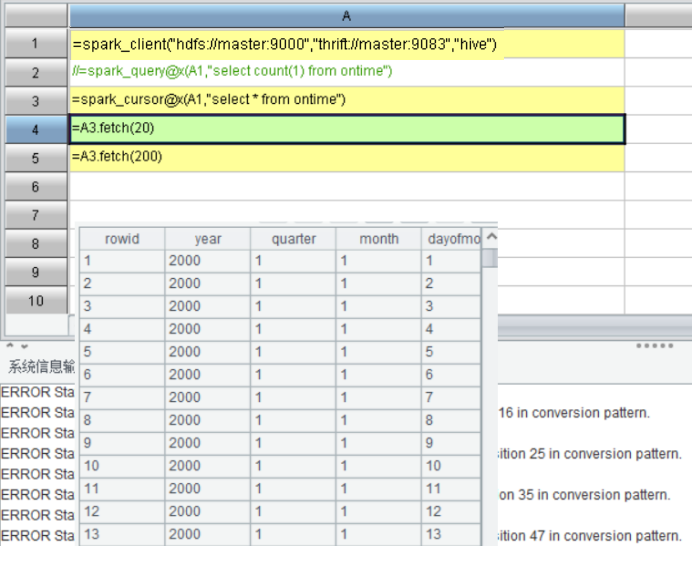 A
1 =spark_client("hdfs://master:9000","thrift://master:9083","hive")
2 //=spark_query@x(A1,"select count(1) from ontime")
3 =spark_cursor@x(A1,"select * from ontime")
4 =A3.fetch(20)
5 =A3.fetch(200)
6
7
8
9
10
rowid year quarter month dayofmo
1 2000 1 1 1
2 2000 1 1 2
3 2000 1 1 3
4 2000 1 1 4
5 2000 1 1 5
6 2000 1 1 6
7 2000 1 1 7
8 2000 1 1 8
9 2000 1 1 9
10 2000 1 1 10
11 2000 1 1 11
12 2000 1 1 12
13 2000 1 1 13
系统信息输
ERROR Sta
ERROR Sta 16 in conversion pattern.
ERROR Sta
ERROR Sta ition 25 in conversion pattern.
ERROR Sta
ERROR Sta on 35 in conversion pattern.
ERROR Sta
ERROR Sta ition 47 in conversion pattern.